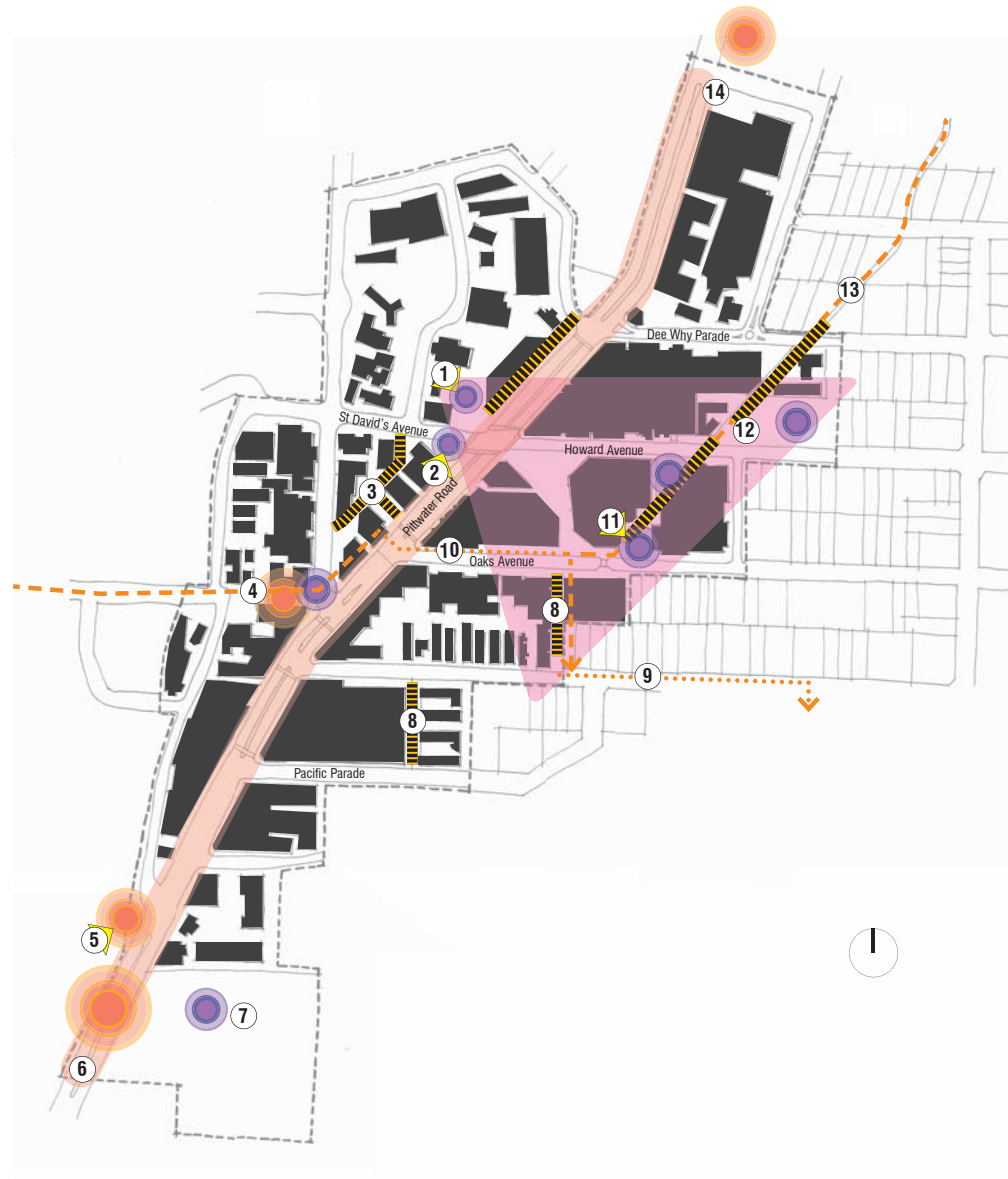 14
13
Dee Why Parade
1
St David's Avenue
12
Howard Avenue
2
3
Pittwater Road
11
10
Oaks Avenue
4
8
9
8
Pacific Parade
5
7
6